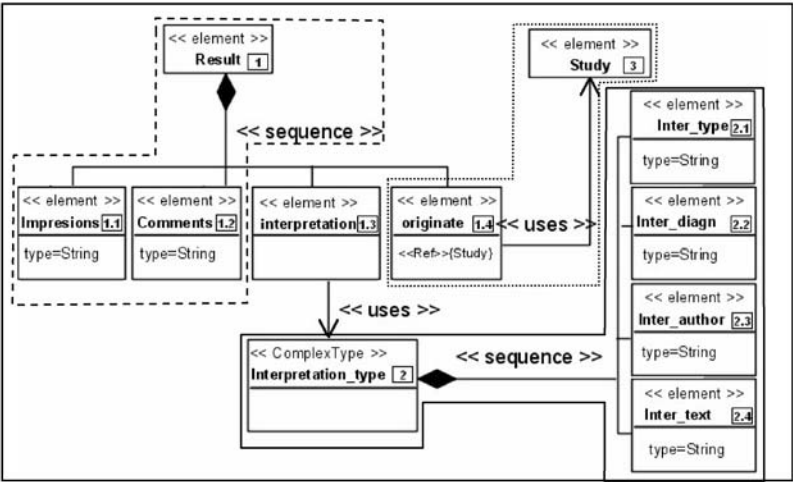 << element >>
Result 1
<< element >>
Study 3
<< sequence >>
<< element >>
Impresions 1.1
type=String
<< element >>
Comments 1.2
type=String
<< element >>
interpretation 1.3
<< element >>
originate 1.4
<<Ref>>{Study}
<< uses >>
<< uses >>
<< ComplexType >>
Interpretation_type 2
<< sequence >>
<< element >>
Inter_type 2.1
type=String
<< element >>
Inter_diagn 2.2
type=String
<< element >>
Inter_author 2.3
type=String
<< element >>
Inter_text 2.4
type=String